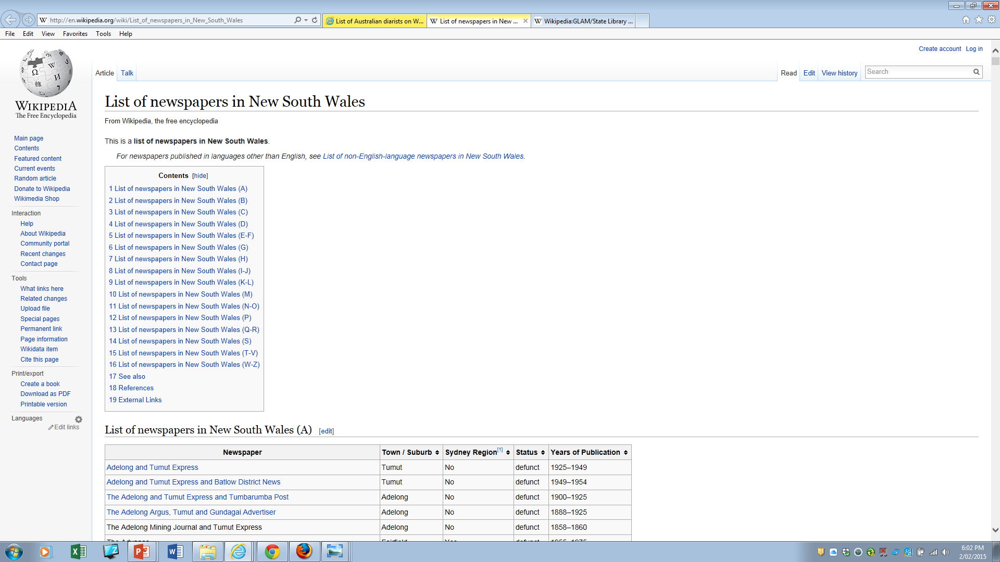 http://en.wikipedia.org/wiki/List_of_newspapers_in_New_South_Wales
List of Australian diarists on W...
List of newspapers in New ...
Wikipedia:GLAM/State Library ...
File Edit View Favorites Tools Help
Create account Log in
Article Talk
Read Edit View history Search
WIKIPEDIA
The Free Encyclopedia
Main page
Contents
Featured content
Current events
Random article
Donate to Wikipedia
Wikimedia Shop
Interaction
Help
About Wikipedia
Community portal
Recent changes
Contact page
Tools
What links here
Related changes
Upload file
Special pages
Permanent link
Page information
Wikidata item
Cite this page
Print/export
Create a book
Download as PDF
Printable version
Languages
Edit links
List of newspapers in New South Wales
From Wikipedia, the free encyclopedia
This is a list of newspapers in New South Wales.
For newspapers published in languages other than English, see List of non-English-language newspapers in New South Wales.
Contents [hide]
1 List of newspapers in New South Wales (A)
2 List of newspapers in New South Wales (B)
3 List of newspapers in New South Wales (C)
4 List of newspapers in New South Wales (D)
5 List of newspapers in New South Wales (E-F)
6 List of newspapers in New South Wales (G)
7 List of newspapers in New South Wales (H)
8 List of newspapers in New South Wales (I-J)
9 List of newspapers in New South Wales (K-L)
10 List of newspapers in New South Wales (M)
11 List of newspapers in New South Wales (N-O)
12 List of newspapers in New South Wales (P)
13 List of newspapers in New South Wales (Q-R)
14 List of newspapers in New South Wales (S)
15 List of newspapers in New South Wales (T-V)
16 List of newspapers in New South Wales (W-Z)
17 See also
18 References
19 External Links
List of newspapers in New South Wales (A) [edit]
Newspaper Town / Suburb Sydney Region[1] Status Years of Publication
Adelong and Tumut Express Tumut No defunct 1925–1949
Adelong and Tumut Express and Batlow District News Tumut No defunct 1949–1954
The Adelong and Tumut Express and Tumbarumba Post Adelong No defunct 1900–1925
The Adelong Argus, Tumut and Gundagai Advertiser Adelong No defunct 1888–1925
The Adelong Mining Journal and Tumut Express Adelong No defunct 1858–1860
6:02 PM
2/02/2015